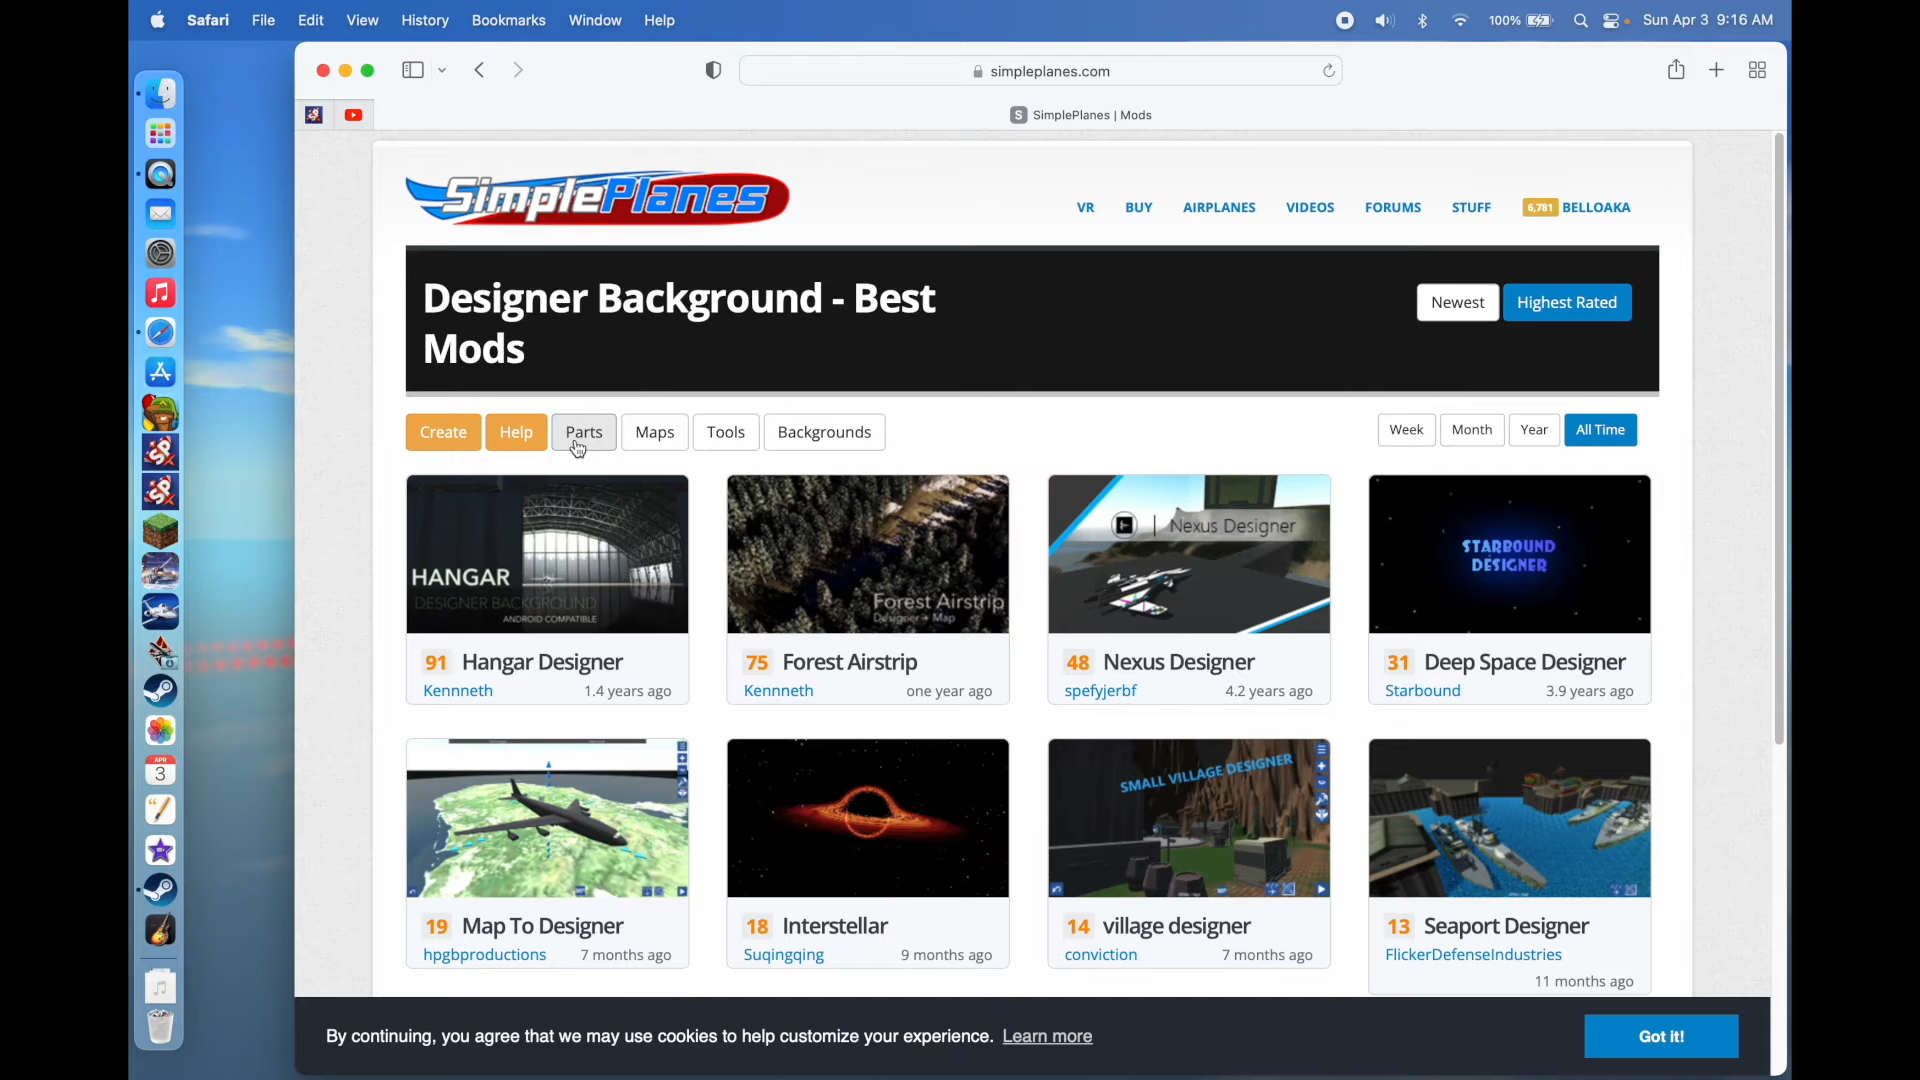 Safari File Edit View History Bookmarks Window Help 100% Sun Apr 3 9:16 AM
simpleplanes.com
S SimplePlanes | Mods
SimplePlanes
VR BUY AIRPLANES VIDEOS FORUMS STUFF 6,781 BELLOAKA
Designer Background - Best
Mods
Newest Highest Rated
Create Help Parts Maps Tools Backgrounds Week Month Year All Time
HANGAR
DESIGNER BACKGROUND
ANDROID COMPATIBLE
Forest Airstrip
Designer + Map
Nexus Designer
STARBOUND
DESIGNER
91 Hangar Designer
Kennneth 1.4 years ago
75 Forest Airstrip
Kennneth one year ago
48 Nexus Designer
spefyjerbf 4.2 years ago
31 Deep Space Designer
Starbound 3.9 years ago
SMALL VILLAGE DESIGNER
19 Map To Designer
hpgbproductions 7 months ago
18 Interstellar
Suqingqing 9 months ago
14 village designer
conviction 7 months ago
13 Seaport Designer
FlickerDefenseIndustries
11 months ago
By continuing, you agree that we may use cookies to help customize your experience. Learn more
Got it!
SP
SP
APR
3